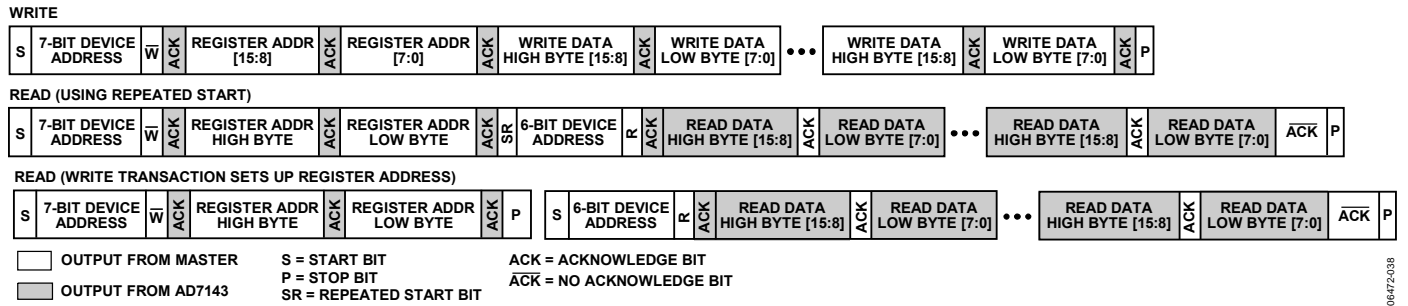 WRITE
S 7-BIT DEVICE ADDRESS W̅ ACK REGISTER ADDR [15:8] ACK REGISTER ADDR [7:0] ACK WRITE DATA HIGH BYTE [15:8] ACK WRITE DATA LOW BYTE [7:0] ••• WRITE DATA HIGH BYTE [15:8] ACK WRITE DATA LOW BYTE [7:0] ACK P
READ (USING REPEATED START)
S 7-BIT DEVICE ADDRESS W̅ ACK REGISTER ADDR HIGH BYTE ACK REGISTER ADDR LOW BYTE ACK SR 6-BIT DEVICE ADDRESS R ACK READ DATA HIGH BYTE [15:8] ACK READ DATA LOW BYTE [7:0] ••• READ DATA HIGH BYTE [15:8] ACK READ DATA LOW BYTE [7:0] A̅C̅K̅ P
READ (WRITE TRANSACTION SETS UP REGISTER ADDRESS)
S 7-BIT DEVICE ADDRESS W̅ ACK REGISTER ADDR HIGH BYTE ACK REGISTER ADDR LOW BYTE ACK P S 6-BIT DEVICE ADDRESS R ACK READ DATA HIGH BYTE [15:8] ACK READ DATA LOW BYTE [7:0] ••• READ DATA HIGH BYTE [15:8] ACK READ DATA LOW BYTE [7:0] A̅C̅K̅ P
OUTPUT FROM MASTER
OUTPUT FROM AD7143
S = START BIT
P = STOP BIT
SR = REPEATED START BIT
ACK = ACKNOWLEDGE BIT
A̅C̅K̅ = NO ACKNOWLEDGE BIT
06472-038